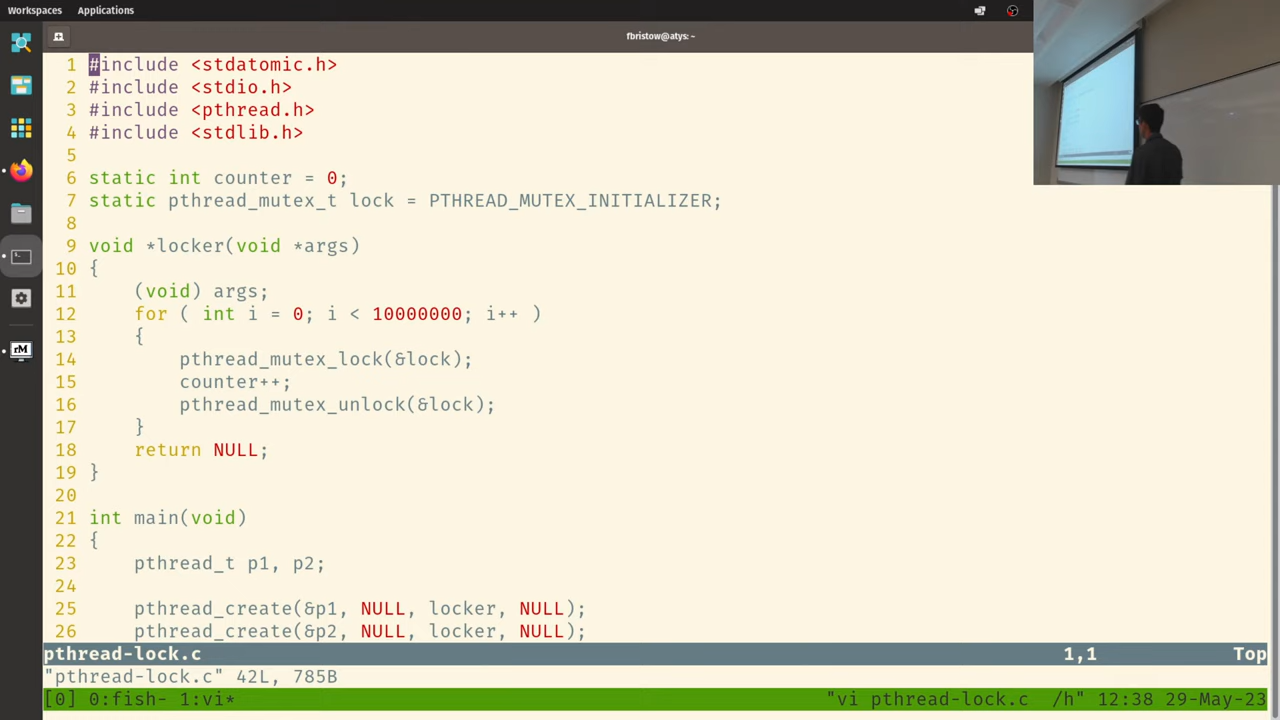 Workspaces Applications
fbristow@atys: ~
1 #include <stdatomic.h>
2 #include <stdio.h>
3 #include <pthread.h>
4 #include <stdlib.h>
5
6 static int counter = 0;
7 static pthread_mutex_t lock = PTHREAD_MUTEX_INITIALIZER;
8
9 void *locker(void *args)
10 {
11     (void) args;
12     for ( int i = 0; i < 10000000; i++ )
13     {
14         pthread_mutex_lock(&lock);
15         counter++;
16         pthread_mutex_unlock(&lock);
17     }
18     return NULL;
19 }
20
21 int main(void)
22 {
23     pthread_t p1, p2;
24
25     pthread_create(&p1, NULL, locker, NULL);
26     pthread_create(&p2, NULL, locker, NULL);
pthread-lock.c 1,1 Top
"pthread-lock.c" 42L, 785B
[0] 0:fish- 1:vi* "vi pthread-lock.c  /h" 12:38 29-May-23
rM